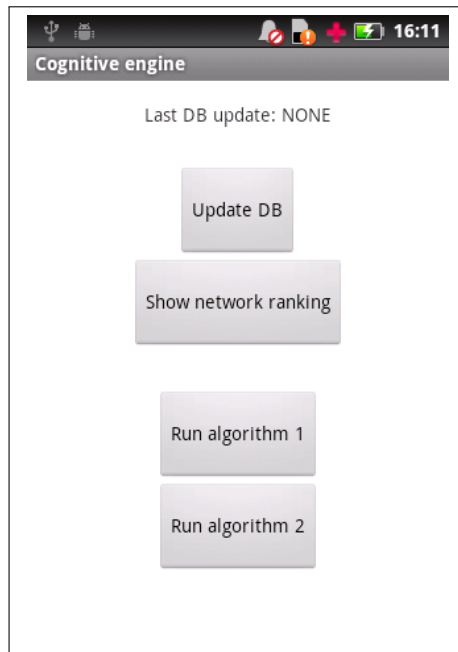 16:11
Cognitive engine
Last DB update: NONE
Update DB
Show network ranking
Run algorithm 1
Run algorithm 2